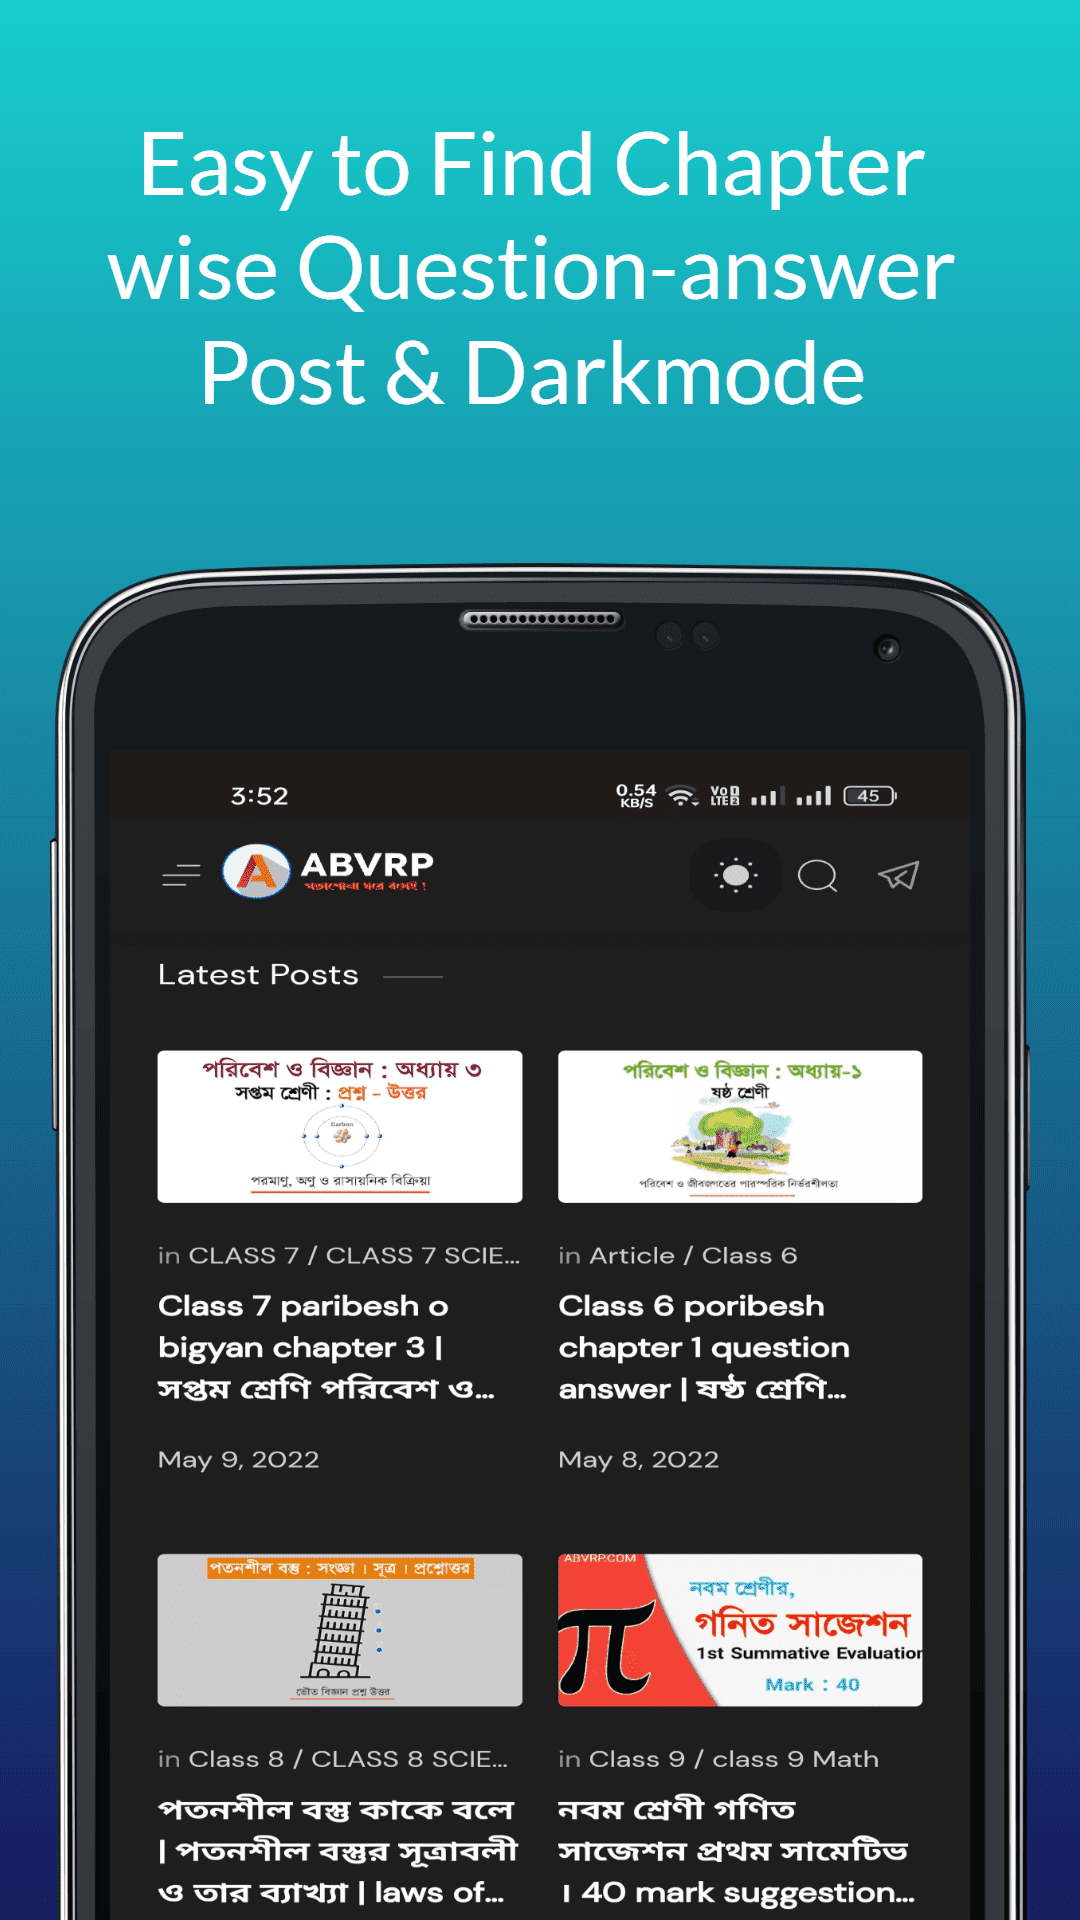 Easy to Find Chapter
wise Question-answer
Post & Darkmode
3:52
0.54
KB/S
Vo
LTE 2
45
ABVRP
পড়াশোনা ঘরে বসেই !
Latest Posts
পরিবেশ ও বিজ্ঞান : অধ্যায় ৩
সপ্তম শ্রেণী : প্রশ্ন - উত্তর
Carbon
পরমাণু, অণু ও রাসায়নিক বিক্রিয়া
in CLASS 7 / CLASS 7 SCIE...
Class 7 paribesh o
bigyan chapter 3 |
সপ্তম শ্রেণি পরিবেশ ও...
May 9, 2022
পরিবেশ ও বিজ্ঞান : অধ্যায়-১
ষষ্ঠ শ্রেণী
পরিবেশ ও জীবজগতের পারস্পরিক নির্ভরশীলতা
in Article / Class 6
Class 6 poribesh
chapter 1 question
answer | ষষ্ঠ শ্রেণি...
May 8, 2022
পতনশীল বস্তু : সংজ্ঞা । সূত্র । প্রশ্নোত্তর
ভৌত বিজ্ঞান প্রশ্ন উত্তর
in Class 8 / CLASS 8 SCIE...
পতনশীল বস্তু কাকে বলে
| পতনশীল বস্তুর সূত্রাবলী
ও তার ব্যাখ্যা | laws of...
ABVRP.COM
নবম শ্রেণীর,
গনিত সাজেশন
1st Summative Evaluation
Mark : 40
π
in Class 9 / class 9 Math
নবম শ্রেণী গণিত
সাজেশন প্রথম সামেটিভ
। 40 mark suggestion...